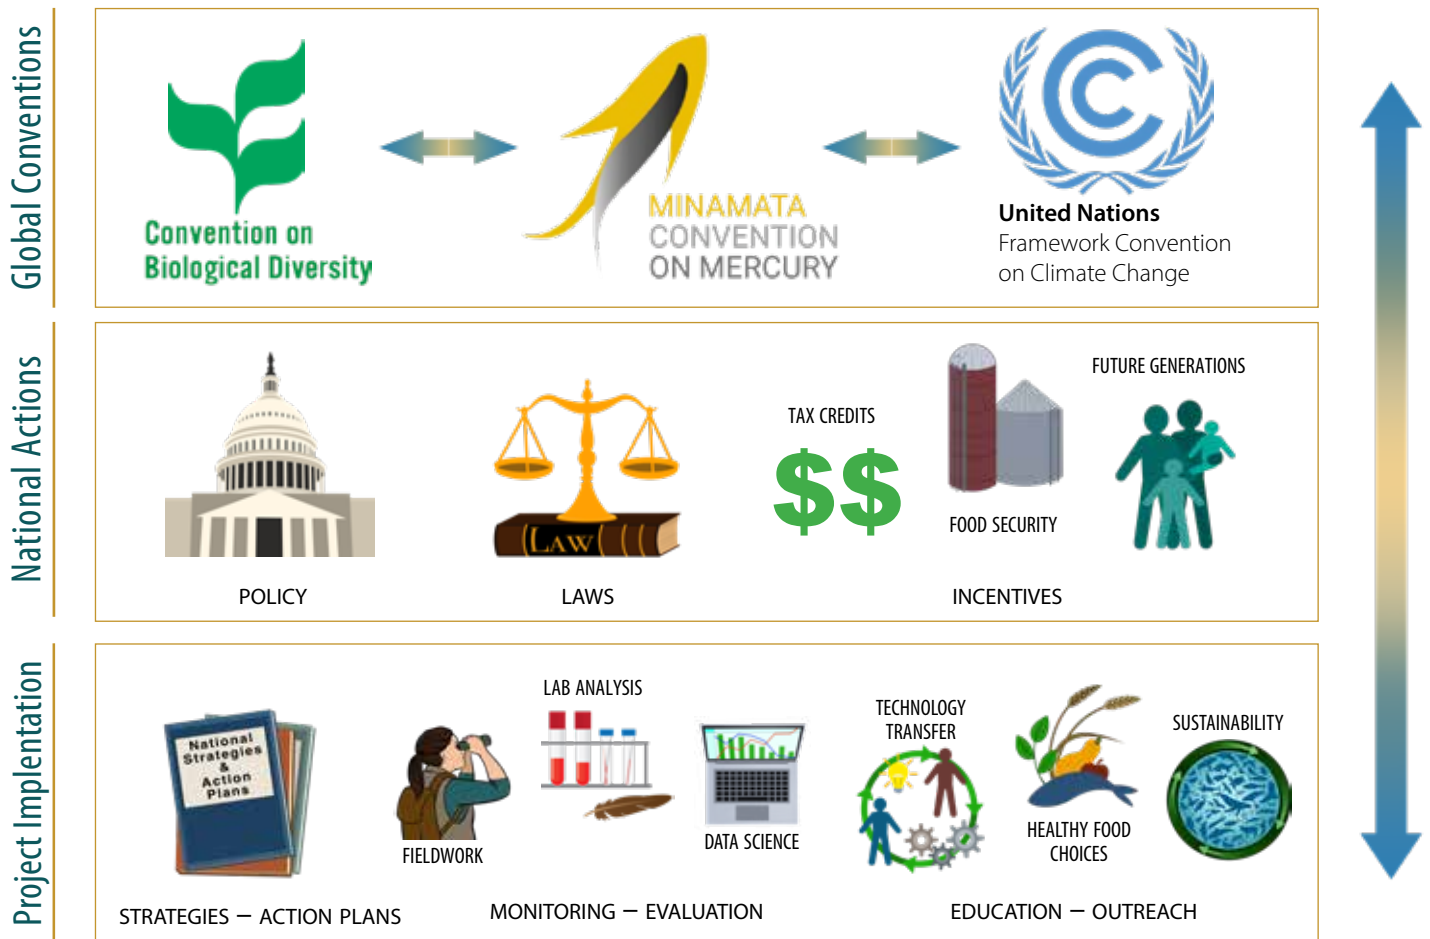 Global Conventions
Convention on
Biological Diversity
MINAMATA
CONVENTION
ON MERCURY
United Nations
Framework Convention
on Climate Change
National Actions
POLICY
LAW
LAWS
TAX CREDITS
$$
FOOD SECURITY
FUTURE GENERATIONS
INCENTIVES
Project Implentation
National
Strategies
&
Action
Plans
STRATEGIES – ACTION PLANS
FIELDWORK
LAB ANALYSIS
DATA SCIENCE
MONITORING – EVALUATION
TECHNOLOGY
TRANSFER
HEALTHY FOOD
CHOICES
SUSTAINABILITY
EDUCATION – OUTREACH